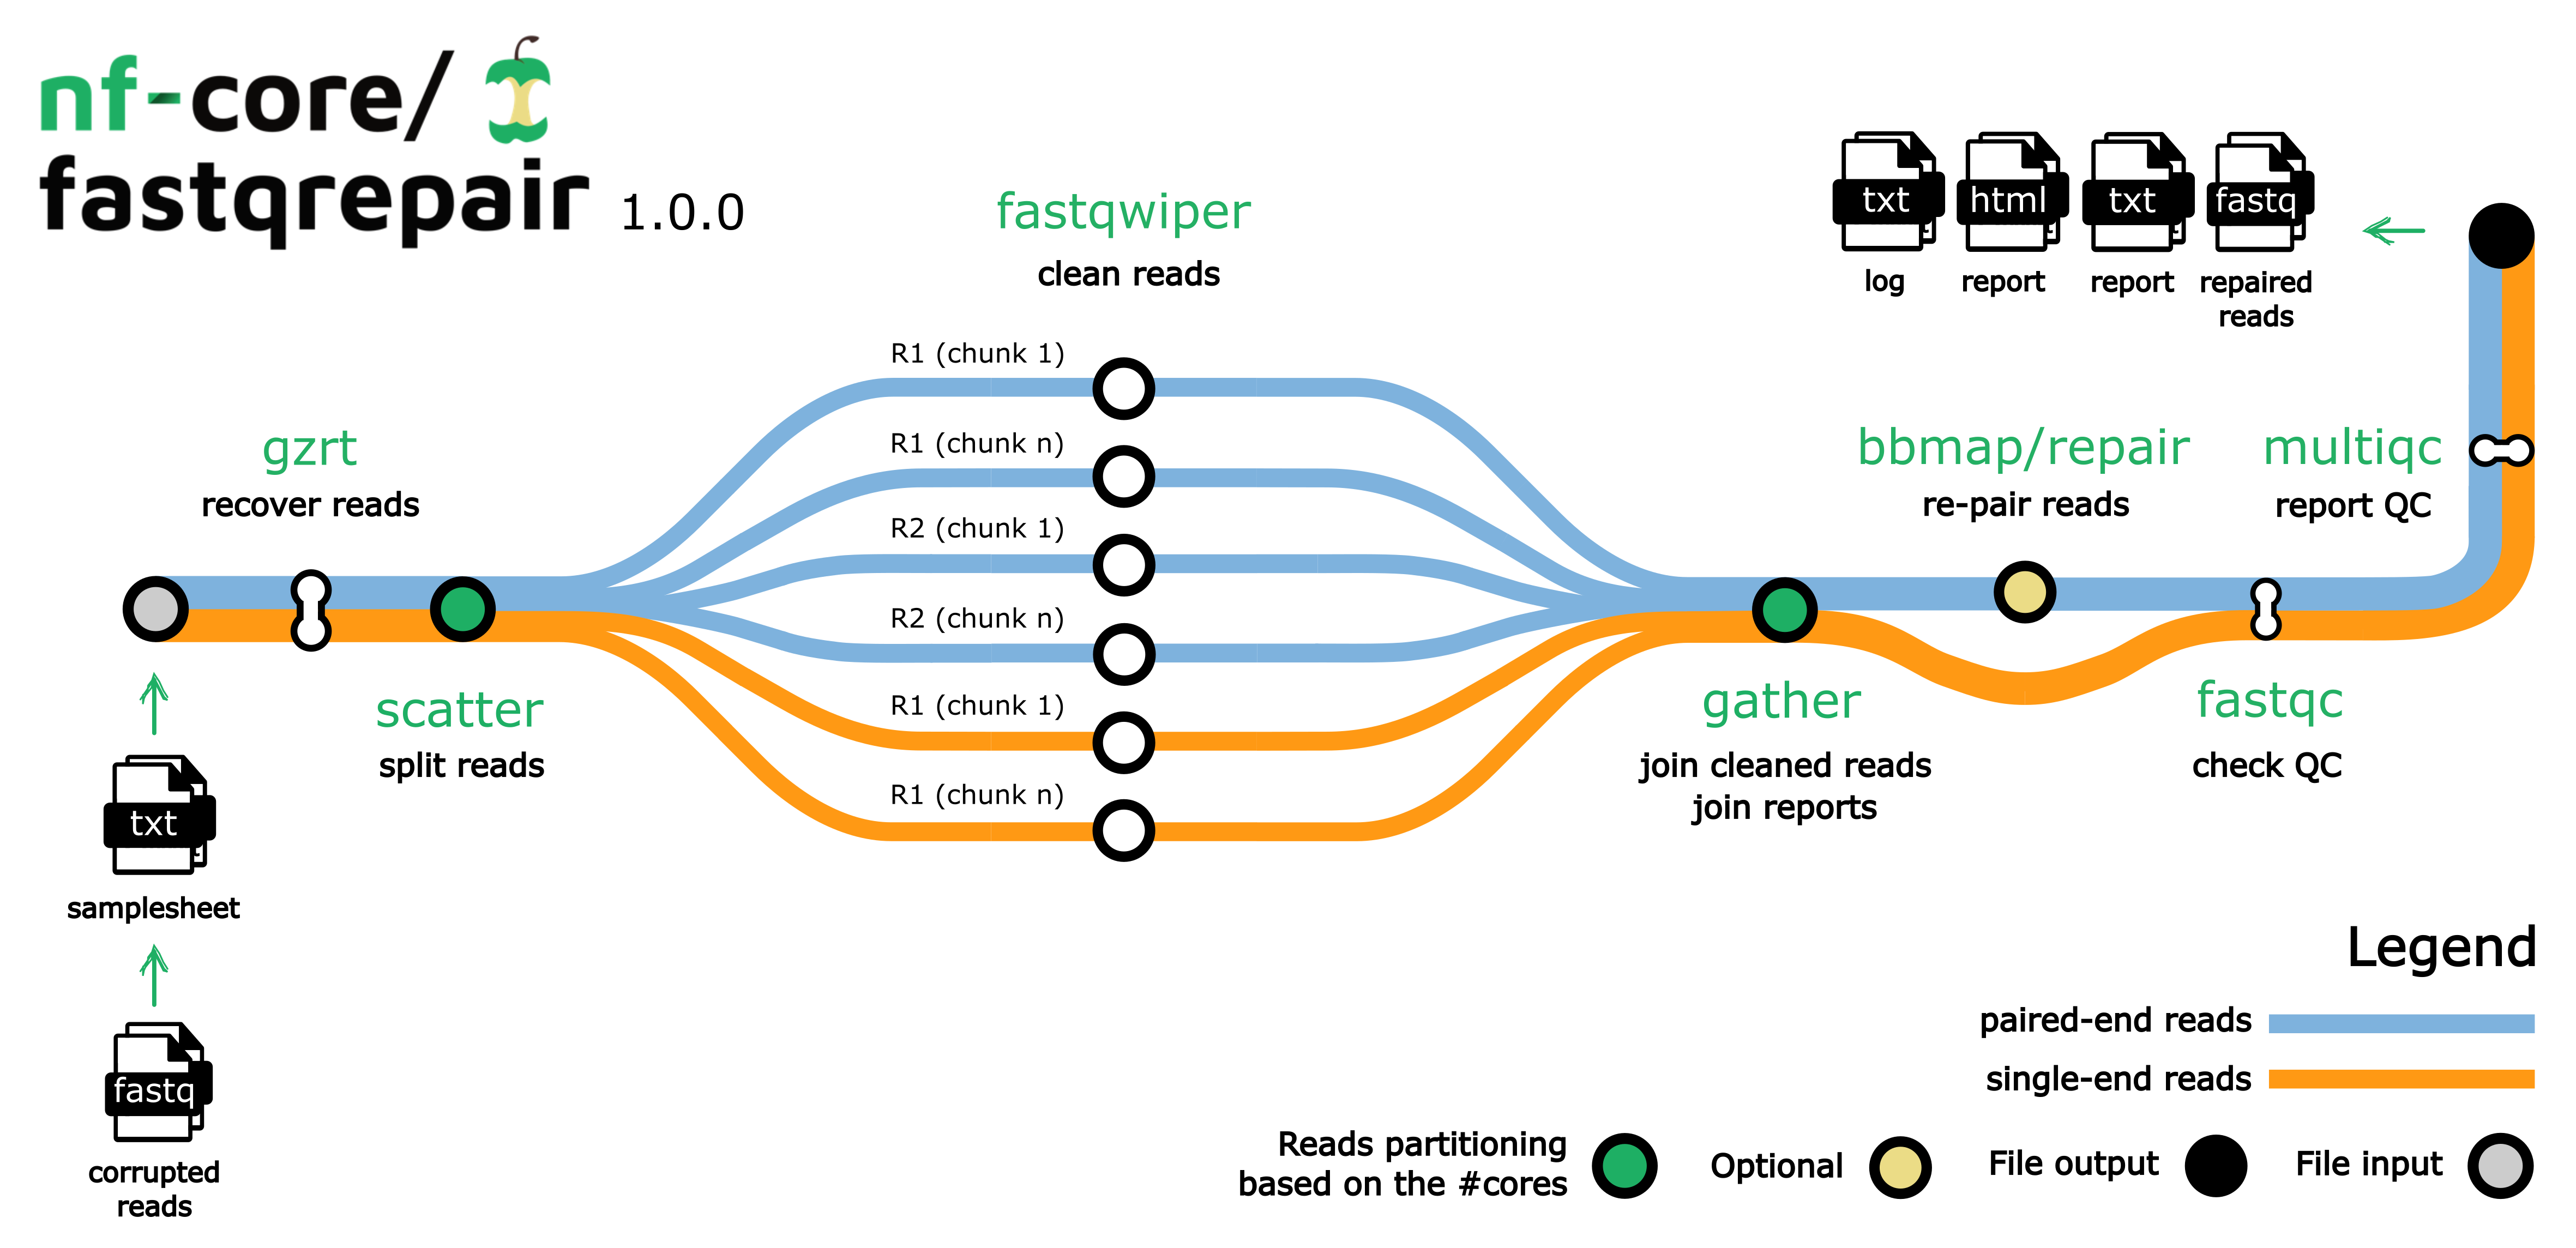 nf-core/
fastqrepair 1.0.0
fastqwiper
clean reads
txt html txt fastq
log report report repaired
reads
R1 (chunk 1)
R1 (chunk n)
R2 (chunk 1)
R2 (chunk n)
R1 (chunk 1)
R1 (chunk n)
gzrt
recover reads
scatter
split reads
bbmap/repair
re-pair reads
multiqc
report QC
gather
join cleaned reads
join reports
fastqc
check QC
txt
samplesheet
fastq
corrupted
reads
Legend
paired-end reads
single-end reads
Reads partitioning
based on the #cores
Optional
File output
File input